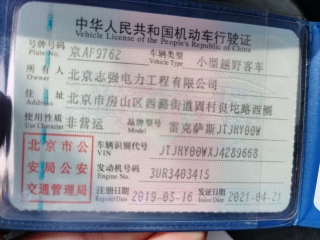 中华人民共和国机动车行驶证
Vehicle License of the People's Republic of China
号牌号码 Plate No. 京AF9762 车辆类型 Vehicle Type 小型越野客车
所有人 Owner 北京志强电力工程有限公司
住址 Address 北京市房山区西潞街道固村良坨路西侧
使用性质 Use Character 非营运 品牌型号 Model 雷克萨斯JTJHY00W
北京市公 车辆识别代号 VIN JTJHY00WXJ4289668
安局公安 发动机号码 Engine No. 3UR3403415
交通管理局 注册日期 Register Date 2019-05-16 发证日期 Issue Date 2021-04-21